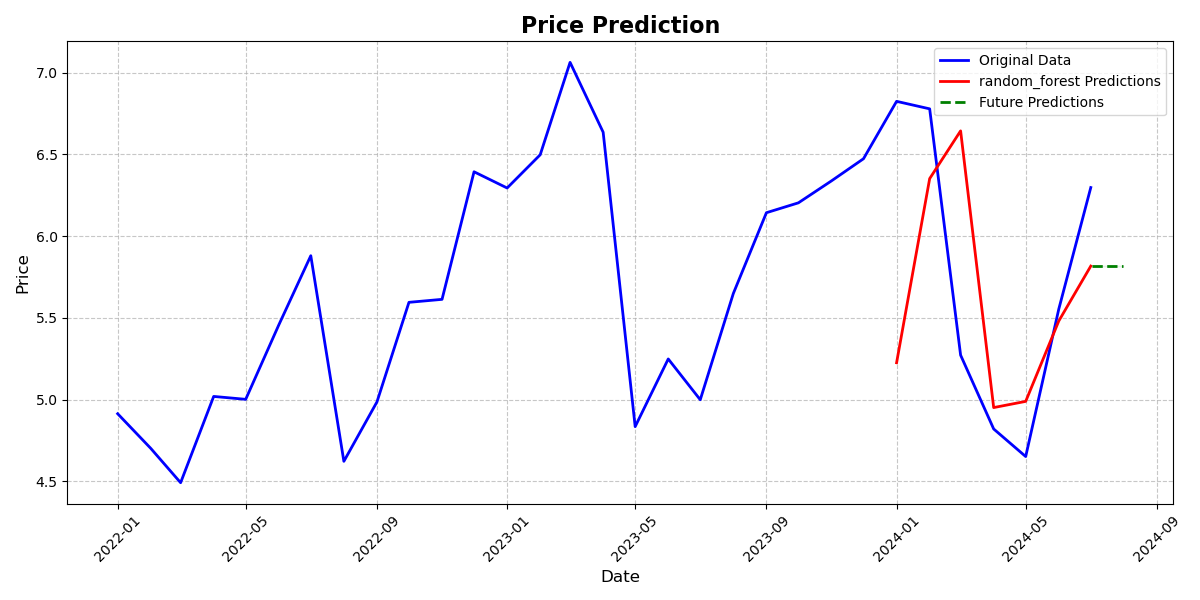 Price Prediction
Original Data
random_forest Predictions
Future Predictions
Price
7.0
6.5
6.0
5.5
5.0
4.5
2022-01
2022-05
2022-09
2023-01
2023-05
2023-09
2024-01
2024-05
2024-09
Date